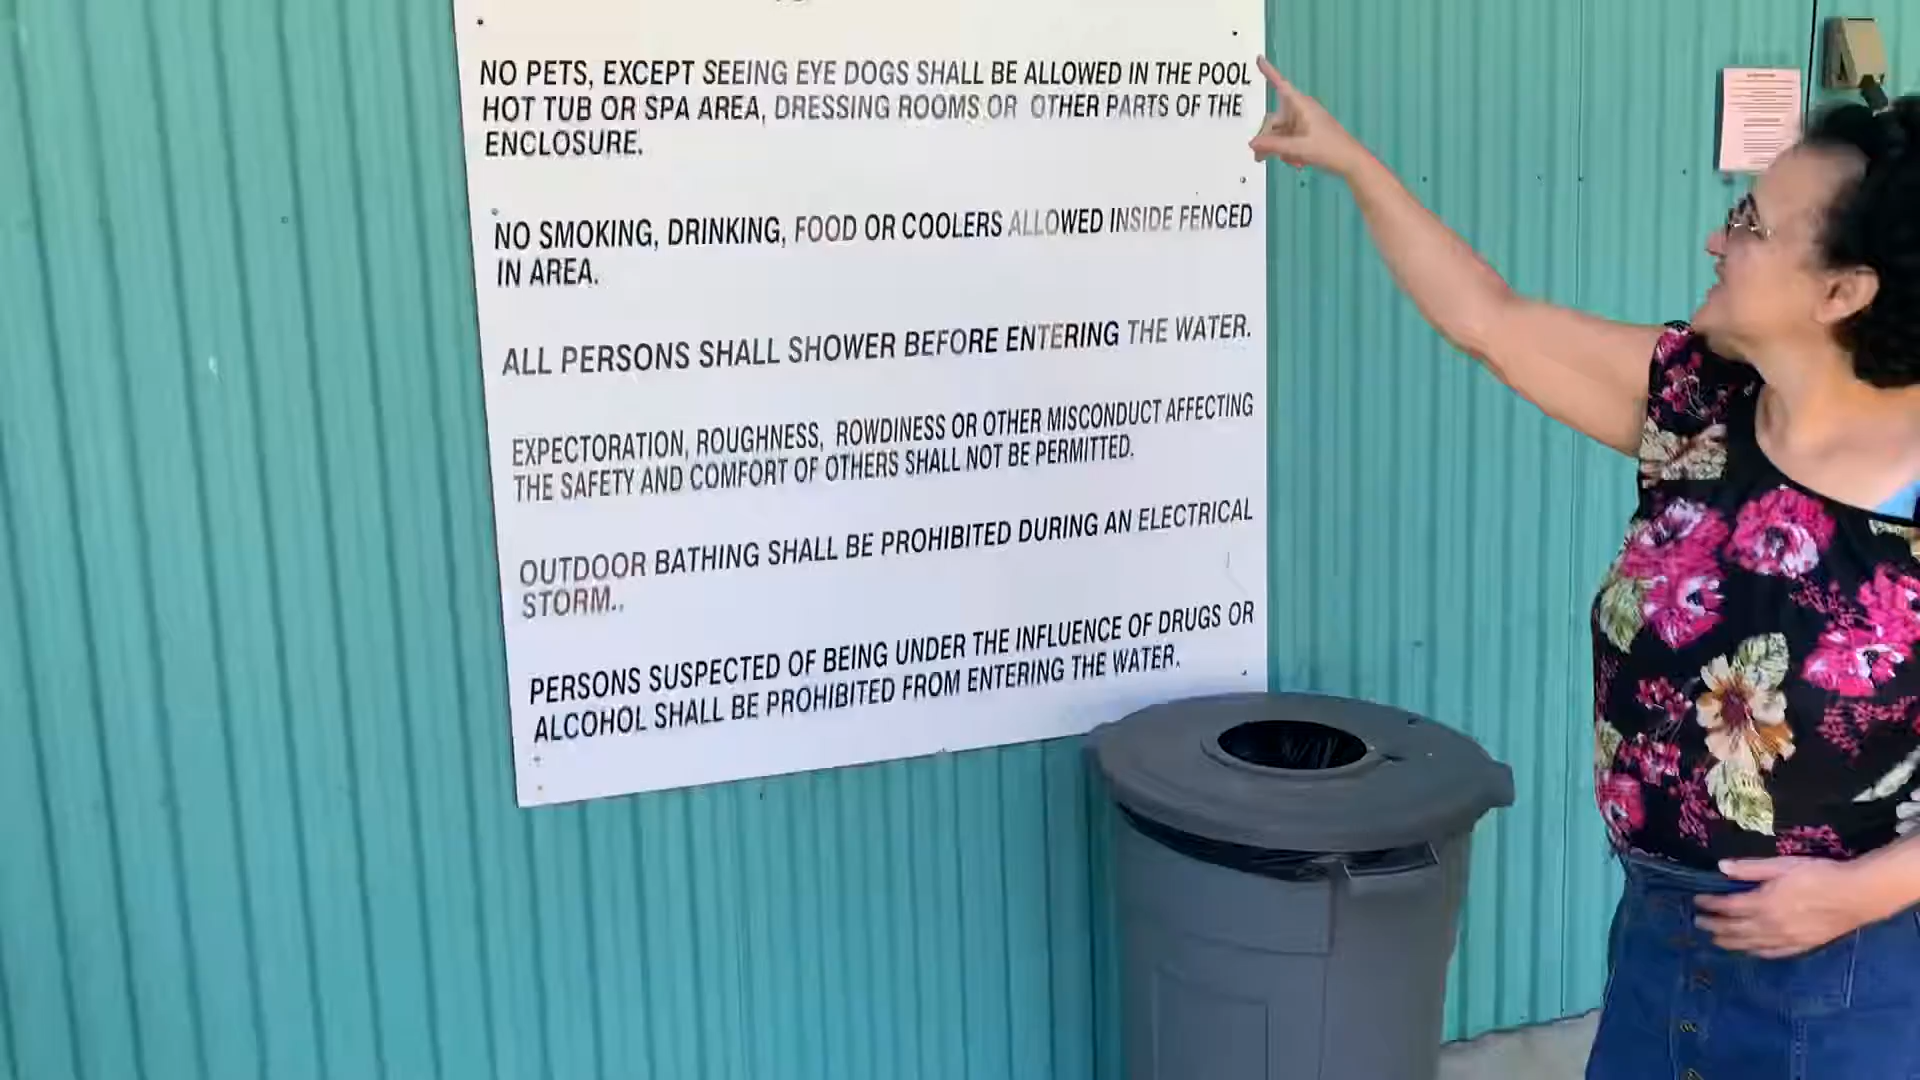 NO PETS, EXCEPT SEEING EYE DOGS SHALL BE ALLOWED IN THE POOL
HOT TUB OR SPA AREA, DRESSING ROOMS OR OTHER PARTS OF THE
ENCLOSURE.
NO SMOKING, DRINKING, FOOD OR COOLERS ALLOWED INSIDE FENCED
IN AREA.
ALL PERSONS SHALL SHOWER BEFORE ENTERING THE WATER.
EXPECTORATION, ROUGHNESS, ROWDINESS OR OTHER MISCONDUCT AFFECTING
THE SAFETY AND COMFORT OF OTHERS SHALL NOT BE PERMITTED.
OUTDOOR BATHING SHALL BE PROHIBITED DURING AN ELECTRICAL
STORM..
PERSONS SUSPECTED OF BEING UNDER THE INFLUENCE OF DRUGS OR
ALCOHOL SHALL BE PROHIBITED FROM ENTERING THE WATER.